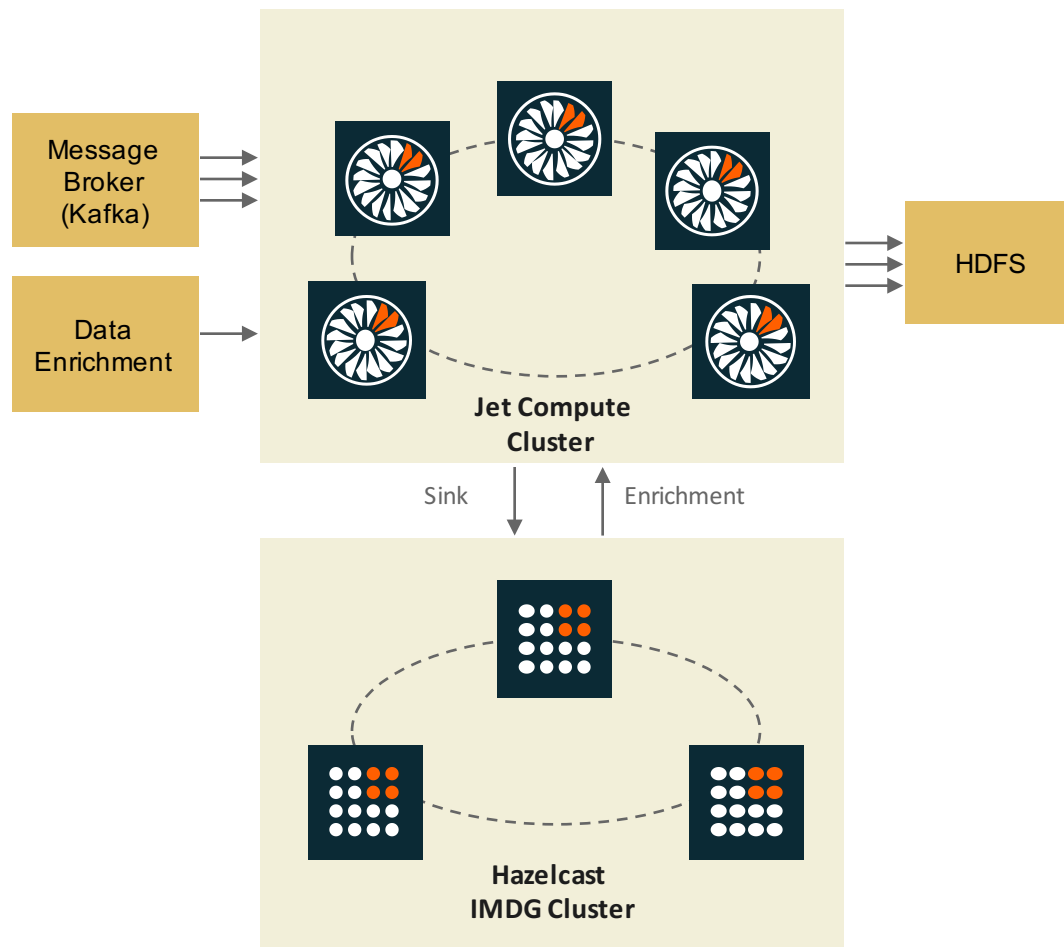 Message
Broker
(Kafka)
Data
Enrichment
HDFS
Jet Compute
Cluster
Sink
Enrichment
Hazelcast
IMDG Cluster